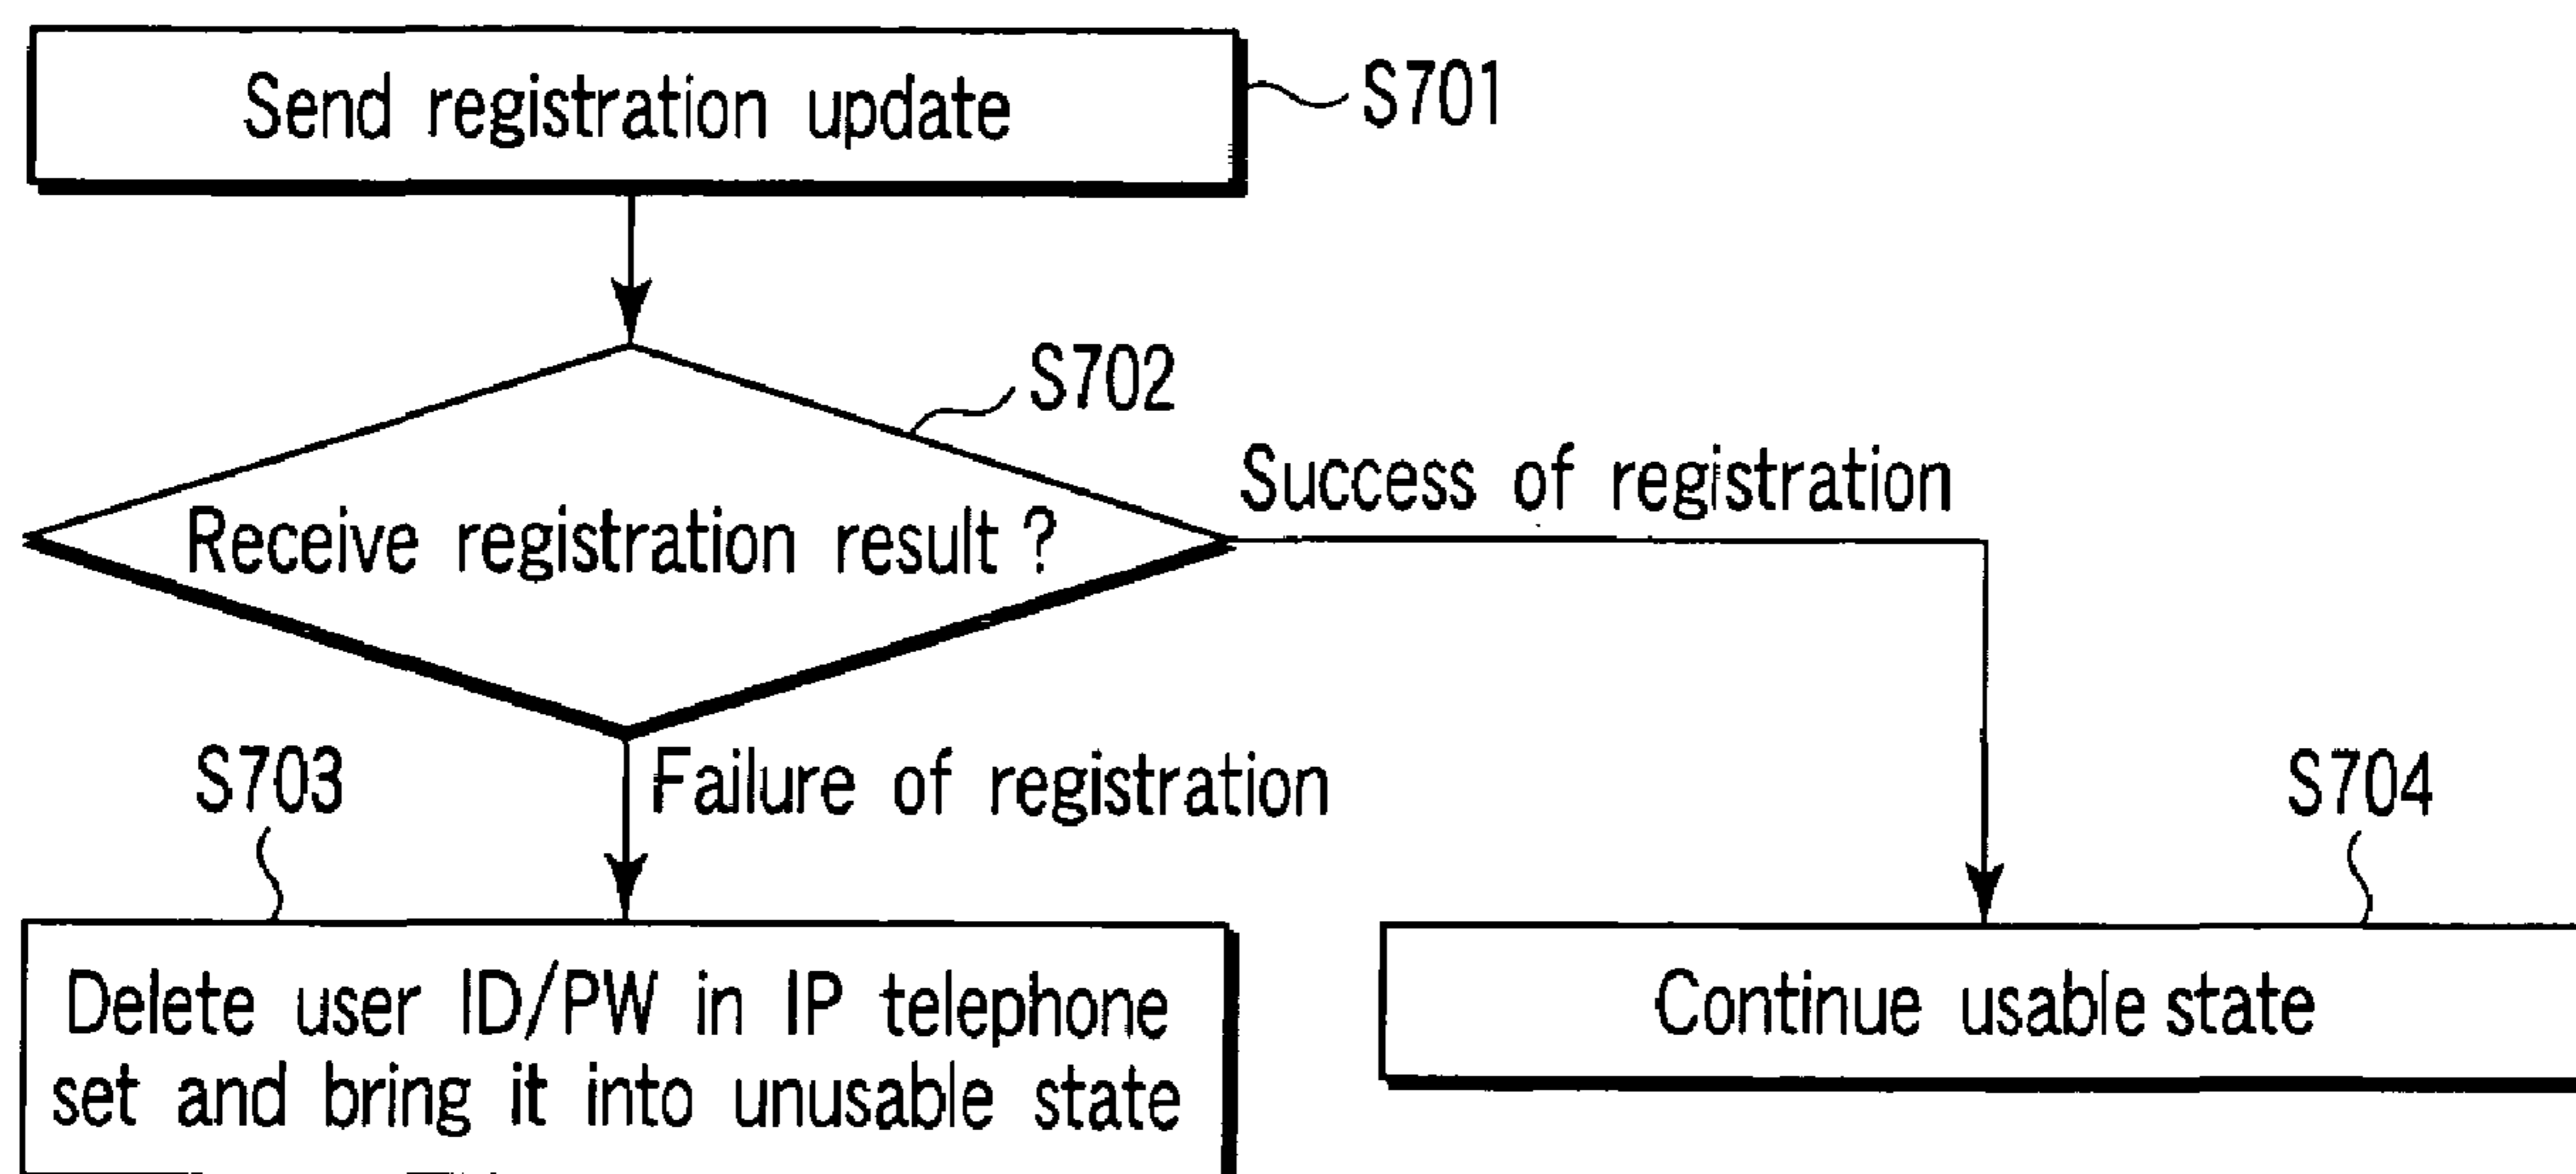 Send registration update
S701
S702
Receive registration result ?
Success of registration
Failure of registration
S703
Delete user ID/PW in IP telephone
set and bring it into unusable state
S704
Continue usable state